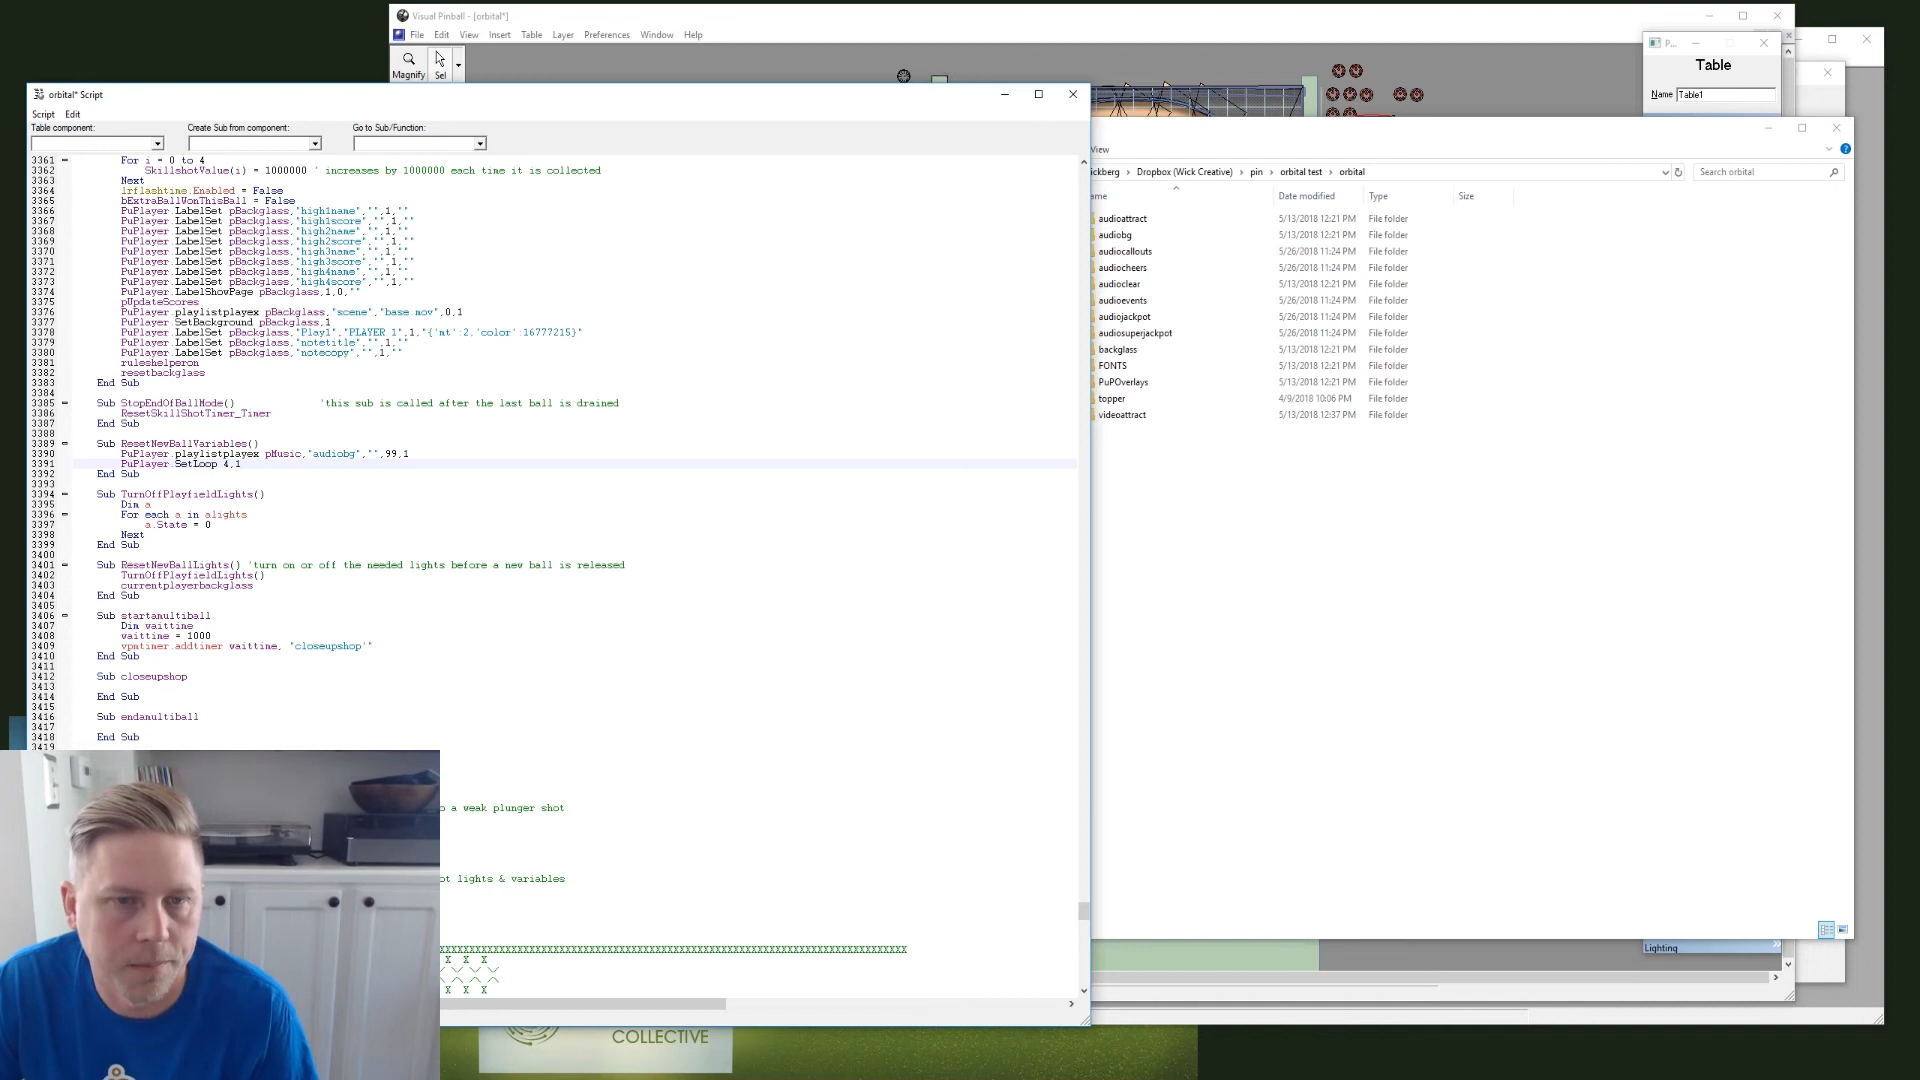 Visual Pinball - [orbital*]
File Edit View Insert Table Layer Preferences Window Help
Magnify Sel
P...
Table
Name Table1
orbital* Script
Script Edit
Table component: Create Sub from component: Go to Sub/Function:
3361 For i = 0 to 4
3362 SkillshotValue(i) = 1000000 ' increases by 1000000 each time it is collected
3363 Next
3364 lrflashtime.Enabled = False
3365 bExtraBallWonThisBall = False
3366 PuPlayer.LabelSet pBackglass,"high1name","",1,""
3367 PuPlayer.LabelSet pBackglass,"high1score","",1,""
3368 PuPlayer.LabelSet pBackglass,"high2name","",1,""
3369 PuPlayer.LabelSet pBackglass,"high2score","",1,""
3370 PuPlayer.LabelSet pBackglass,"high3name","",1,""
3371 PuPlayer.LabelSet pBackglass,"high3score","",1,""
3372 PuPlayer.LabelSet pBackglass,"high4name","",1,""
3373 PuPlayer.LabelSet pBackglass,"high4score","",1,""
3374 PuPlayer.LabelShowPage pBackglass,1,0,""
3375 pUpdateScores
3376 PuPlayer.playlistplayex pBackglass,"scene","base mov",0,1
3377 PuPlayer.SetBackground pBackglass,1
3378 PuPlayer.LabelSet pBackglass,"Play1","PLAYER 1",1,"{'mt':2,'color':16777215}"
3379 PuPlayer.LabelSet pBackglass,"notetitle","",1,""
3380 PuPlayer.LabelSet pBackglass,"notecopy","",1,""
3381 ruleshelperon
3382 resetbackglass
3383 End Sub
3384
3385 Sub StopEndOfBallMode() 'this sub is called after the last ball is drained
3386 ResetSkillShotTimer_Timer
3387 End Sub
3388
3389 Sub ResetNewBallVariables()
3390 PuPlayer.playlistplayex pMusic,"audiobg","",99,1
3391 PuPlayer.SetLoop 4,1
3392 End Sub
3393
3394 Sub TurnOffPlayfieldLights()
3395 Dim a
3396 For each a in alights
3397 a.State = 0
3398 Next
3399 End Sub
3400
3401 Sub ResetNewBallLights() 'turn on or off the needed lights before a new ball is released
3402 TurnOffPlayfieldLights()
3403 currentplayerbackglass
3404 End Sub
3405
3406 Sub startamultiball
3407 Dim waittime
3408 waittime = 1000
3409 vpmtimer.addtimer waittime, "closeupshop'"
3410 End Sub
3411
3412 Sub closeupshop
3413
3414 End Sub
3415
3416 Sub endamultiball
3417
3418 End Sub
3419
o a weak plunger shot
ot lights & variables
X X X
X X X
View
ickberg > Dropbox (Wick Creative) > pin > orbital test > orbital
Search orbital
ame Date modified Type Size
audioattract 5/13/2018 12:21 PM File folder
audiobg 5/13/2018 12:21 PM File folder
audiocallouts 5/26/2018 11:24 PM File folder
audiocheers 5/26/2018 11:24 PM File folder
audioclear 5/13/2018 12:21 PM File folder
audioevents 5/26/2018 11:24 PM File folder
audiojackpot 5/26/2018 11:24 PM File folder
audiosuperjackpot 5/26/2018 11:24 PM File folder
backglass 5/13/2018 12:21 PM File folder
FONTS 5/13/2018 12:21 PM File folder
PuPOverlays 5/13/2018 12:21 PM File folder
topper 4/9/2018 10:06 PM File folder
videoattract 5/13/2018 12:37 PM File folder
Lighting
COLLECTIVE